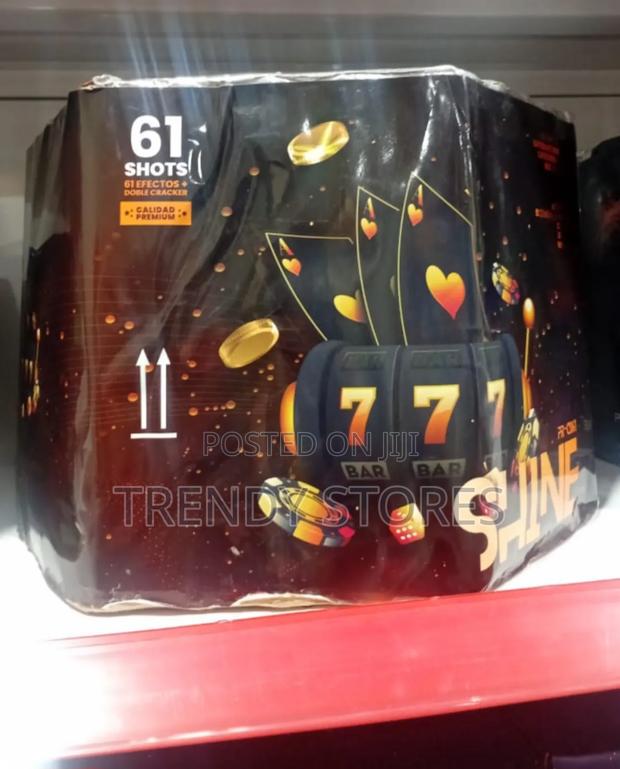 61
SHOTS
61 EFECTOS +
DOBLE CRACKER
CALIDAD
PREMIUM
A
A
A
7 7 7
BAR BAR
SHINE
POSTED ON JIJI
TRENDY STORES